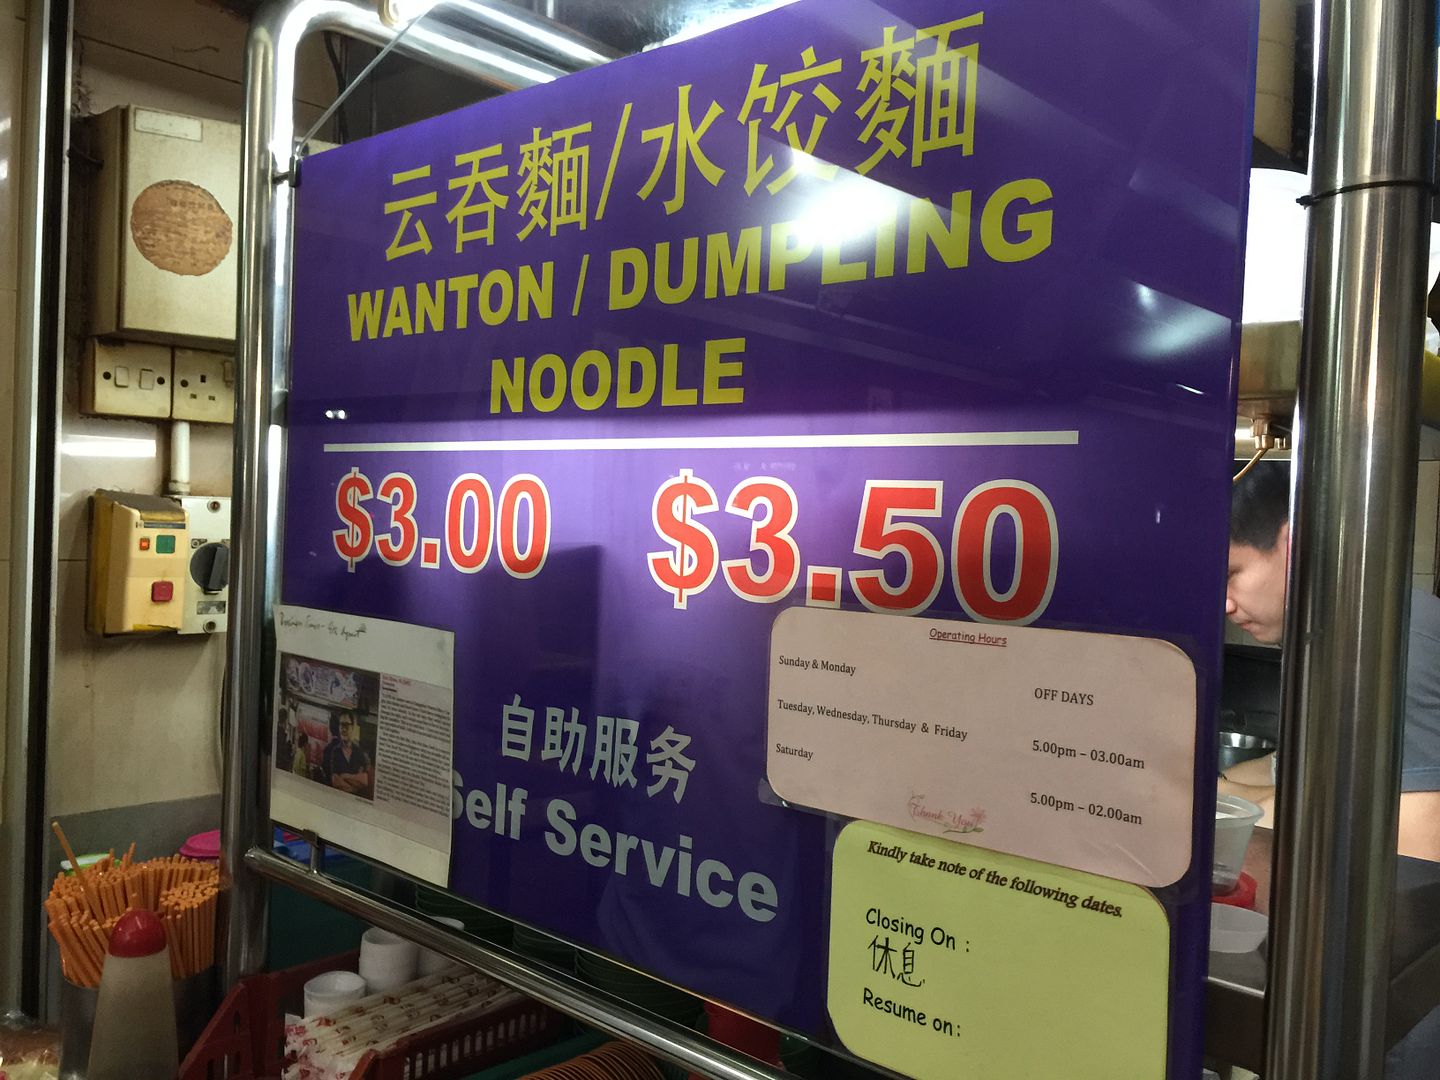 云吞麵/水饺麵
WANTON / DUMPLING
NOODLE
$3.00 $3.50
自助服务
Self Service
Operating Hours
Sunday & Monday
OFF DAYS
Tuesday, Wednesday, Thursday & Friday
5.00pm – 03.00am
Saturday
5.00pm – 02.00am
Thank You
Kindly take note of the following dates.
Closing On :
休息
Resume on: